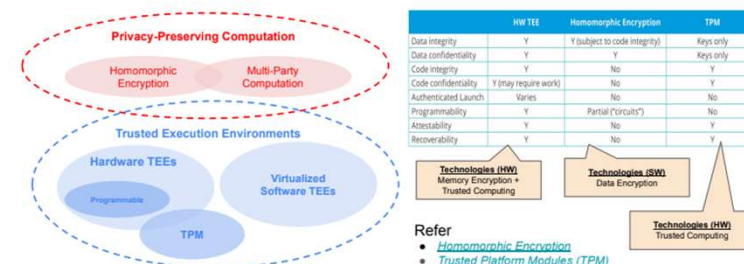 Privacy-Preserving Computation
Homomorphic
Encryption
Multi-Party
Computation
Trusted Execution Environments
Hardware TEEs
Programmable
Virtualized
Software TEEs
TPM
HW TEE Homomorphic Encryption TPM
Data integrity Y Y (subject to code integrity) Keys only
Data confidentiality Y Y Keys only
Code integrity Y No Y
Code confidentiality Y (may require work) No Y
Authenticated Launch Varies No No
Programmability Y Partial ("circuits") No
Attestability Y No Y
Recoverability Y No Y
Technologies (HW)
Memory Encryption +
Trusted Computing
Technologies (SW)
Data Encryption
Technologies (HW)
Trusted Computing
Refer
● Homomorphic Encryption
● Trusted Platform Modules (TPM)